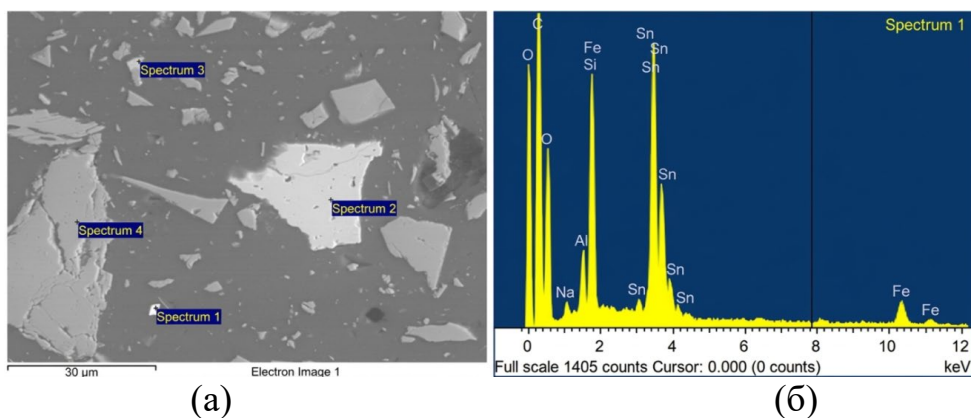 Spectrum 3
Spectrum 2
Spectrum 4
Spectrum 1
30 µm
Electron Image 1
(а)
Spectrum 1
C
O
Fe
Si
Sn
Sn
Sn
O
Sn
Al
Na
Sn
Sn
Sn
Fe
Fe
0 2 4 6 8 10 12
Full scale 1405 counts Cursor: 0.000 (0 counts) keV
(б)